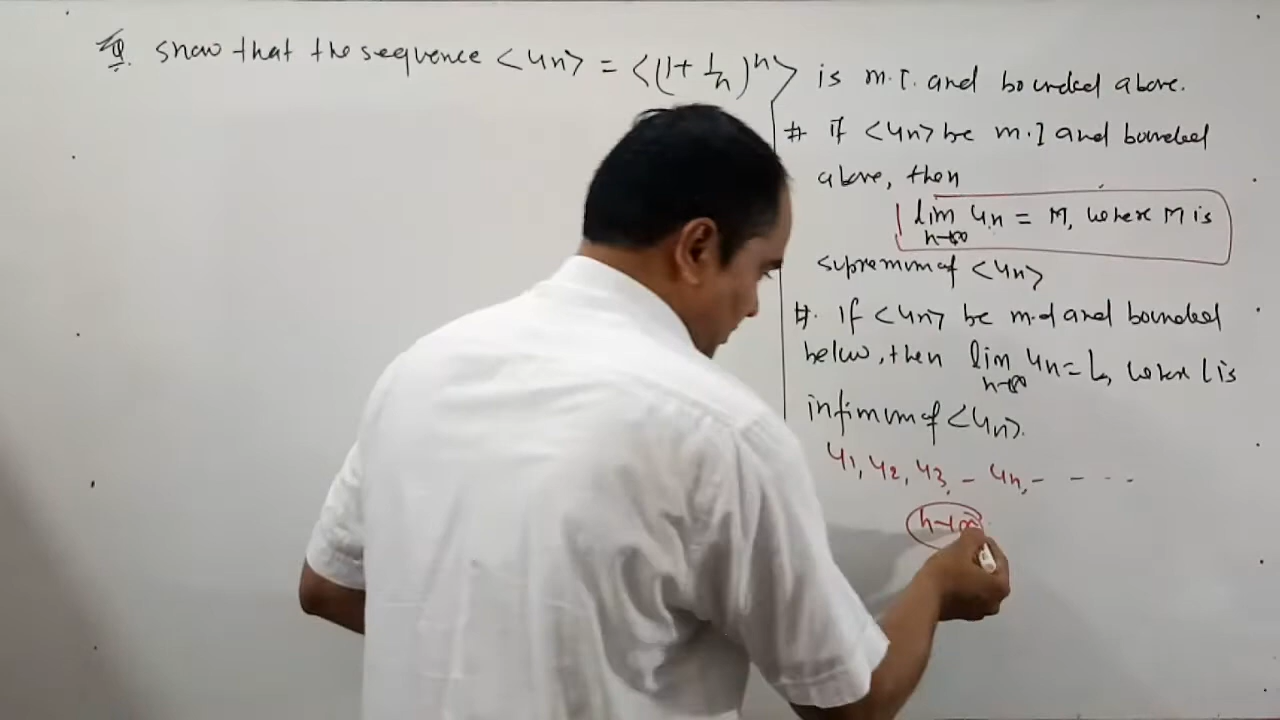 Q. show that the sequence <un> = <(1+1/n)^n> is m.I. and bounded above.
# if <un> be m.I and bounded
above, then
lim n→∞ un = M, where M is
supremum of <un>
#. If <un> be m.d and bounded
below, then lim n→∞ un = l, where l is
infimum of <un>.
u1, u2, u3, - un, - - - - -
n→∞